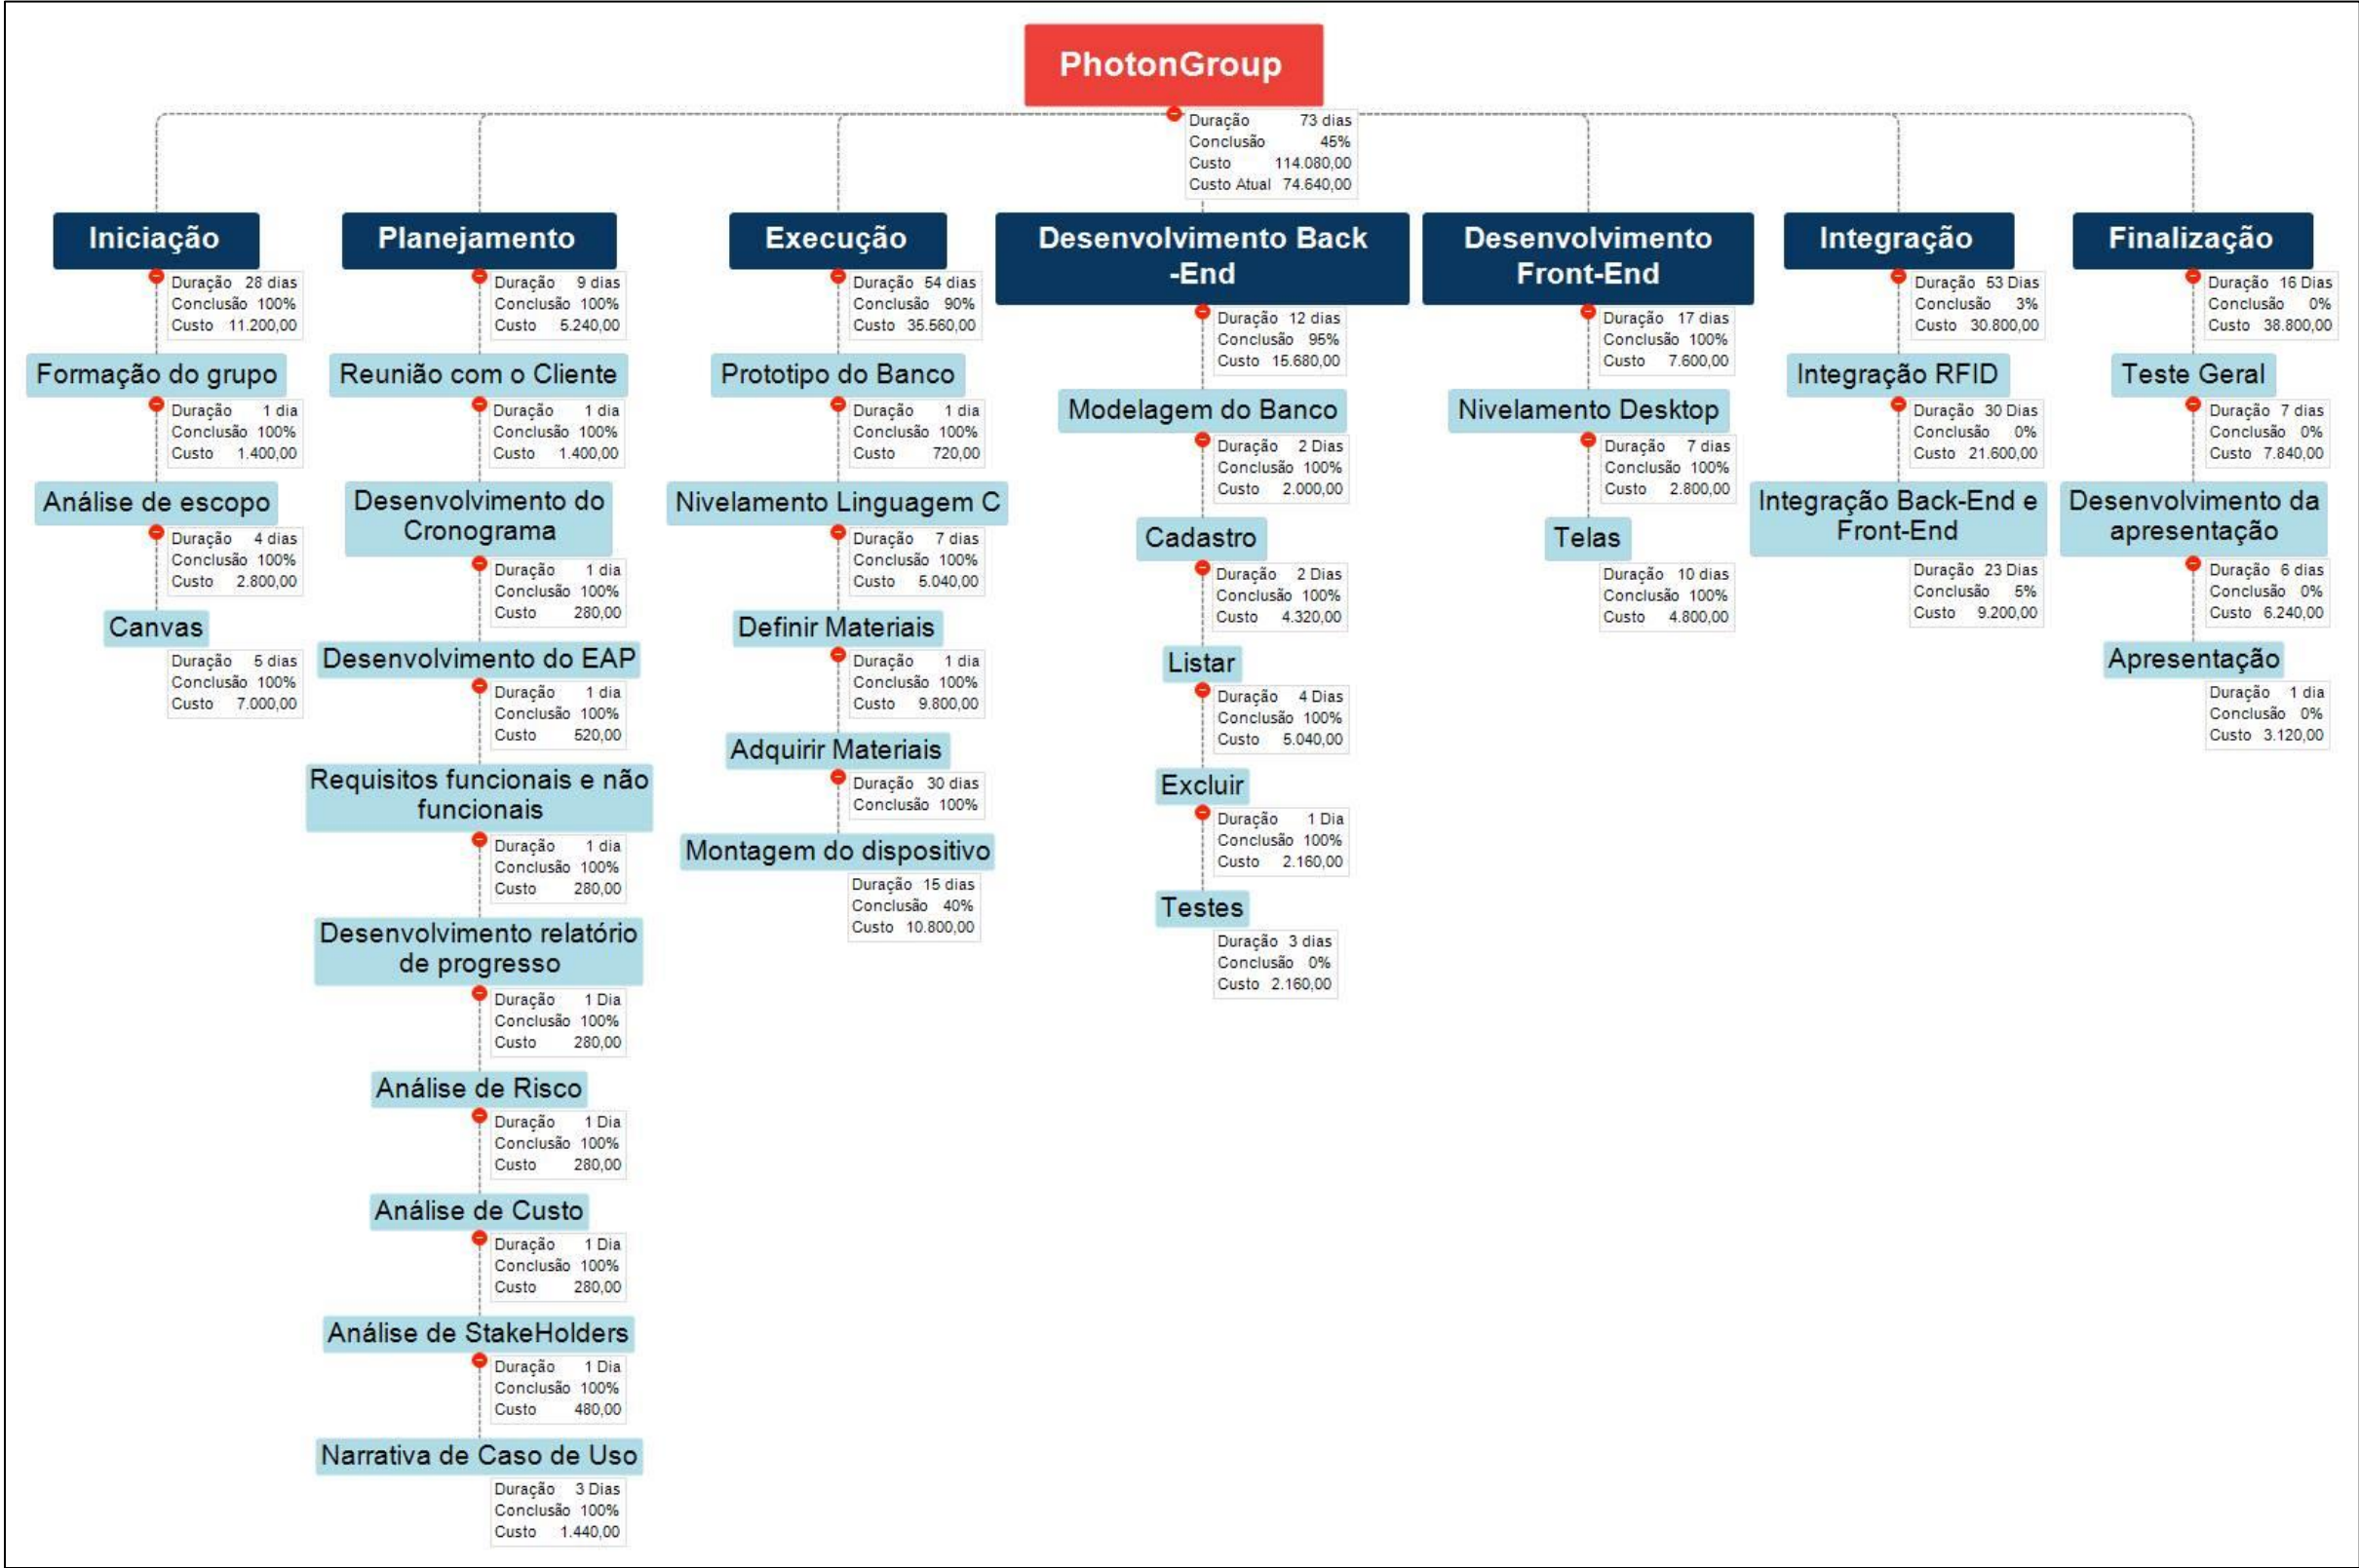 PhotonGroup
Duração 73 dias
Conclusão 45%
Custo 114.080,00
Custo Atual 74.640,00
Iniciação
Duração 28 dias
Conclusão 100%
Custo 11.200,00
Formação do grupo
Duração 1 dia
Conclusão 100%
Custo 1.400,00
Análise de escopo
Duração 4 dias
Conclusão 100%
Custo 2.800,00
Canvas
Duração 5 dias
Conclusão 100%
Custo 7.000,00
Planejamento
Duração 9 dias
Conclusão 100%
Custo 5.240,00
Reunião com o Cliente
Duração 1 dia
Conclusão 100%
Custo 1.400,00
Desenvolvimento do
Cronograma
Duração 1 dia
Conclusão 100%
Custo 280,00
Desenvolvimento do EAP
Duração 1 dia
Conclusão 100%
Custo 520,00
Requisitos funcionais e não
funcionais
Duração 1 dia
Conclusão 100%
Custo 280,00
Desenvolvimento relatório
de progresso
Duração 1 Dia
Conclusão 100%
Custo 280,00
Análise de Risco
Duração 1 Dia
Conclusão 100%
Custo 280,00
Análise de Custo
Duração 1 Dia
Conclusão 100%
Custo 280,00
Análise de StakeHolders
Duração 1 Dia
Conclusão 100%
Custo 480,00
Narrativa de Caso de Uso
Duração 3 Dias
Conclusão 100%
Custo 1.440,00
Execução
Duração 54 dias
Conclusão 90%
Custo 35.560,00
Prototipo do Banco
Duração 1 dia
Conclusão 100%
Custo 720,00
Nivelamento Linguagem C
Duração 7 dias
Conclusão 100%
Custo 5.040,00
Definir Materiais
Duração 1 dia
Conclusão 100%
Custo 9.800,00
Adquirir Materiais
Duração 30 dias
Conclusão 100%
Montagem do dispositivo
Duração 15 dias
Conclusão 40%
Custo 10.800,00
Desenvolvimento Back
-End
Duração 12 dias
Conclusão 95%
Custo 15.680,00
Modelagem do Banco
Duração 2 Dias
Conclusão 100%
Custo 2.000,00
Cadastro
Duração 2 Dias
Conclusão 100%
Custo 4.320,00
Listar
Duração 4 Dias
Conclusão 100%
Custo 5.040,00
Excluir
Duração 1 Dia
Conclusão 100%
Custo 2.160,00
Testes
Duração 3 dias
Conclusão 0%
Custo 2.160,00
Desenvolvimento
Front-End
Duração 17 dias
Conclusão 100%
Custo 7.600,00
Nivelamento Desktop
Duração 7 dias
Conclusão 100%
Custo 2.800,00
Telas
Duração 10 dias
Conclusão 100%
Custo 4.800,00
Integração
Duração 53 Dias
Conclusão 3%
Custo 30.800,00
Integração RFID
Duração 30 Dias
Conclusão 0%
Custo 21.600,00
Integração Back-End e
Front-End
Duração 23 Dias
Conclusão 5%
Custo 9.200,00
Finalização
Duração 16 Dias
Conclusão 0%
Custo 38.800,00
Teste Geral
Duração 7 dias
Conclusão 0%
Custo 7.840,00
Desenvolvimento da
apresentação
Duração 6 dias
Conclusão 0%
Custo 6.240,00
Apresentação
Duração 1 dia
Conclusão 0%
Custo 3.120,00